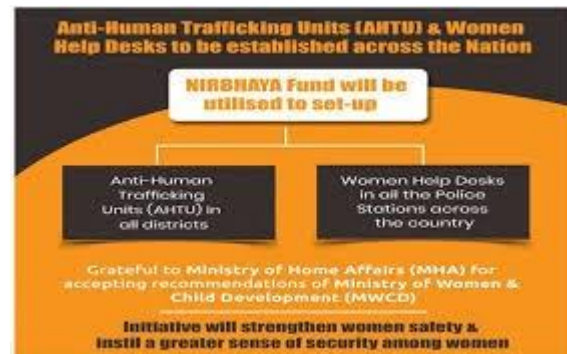 Anti-Human Trafficking Units (AHTU) & Women
Help Desks to be established across the Nation
NIRBHAYA Fund will be
utilised to set-up
Anti-Human
Trafficking
Units (AHTU) in
all districts
Women Help Desks
in all the Police
Stations across
the country
Grateful to Ministry of Home Affairs (MHA) for
accepting recommendations of Ministry of Women &
Child Development (MWCD)
Initiative will strengthen women safety &
instil a greater sense of security among women